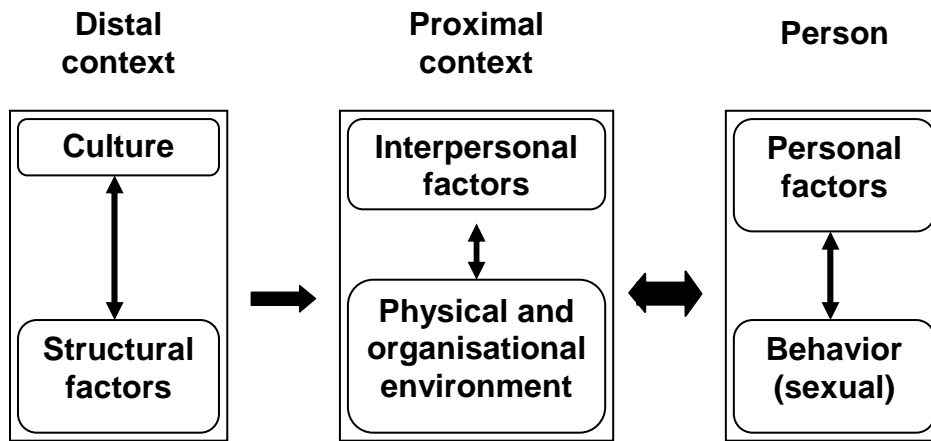 Distal
context
Proximal
context
Person
Culture
Structural
factors
Interpersonal
factors
Physical and
organisational
environment
Personal
factors
Behavior
(sexual)